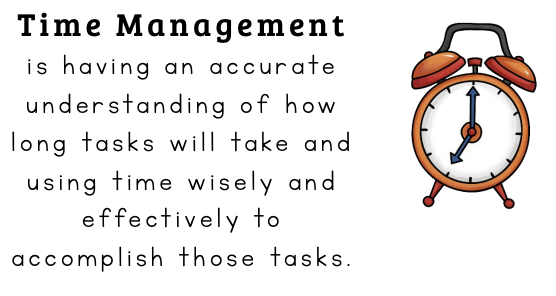 Time Management
is having an accurate
understanding of how
long tasks will take and
using time wisely and
effectively to
accomplish those tasks.